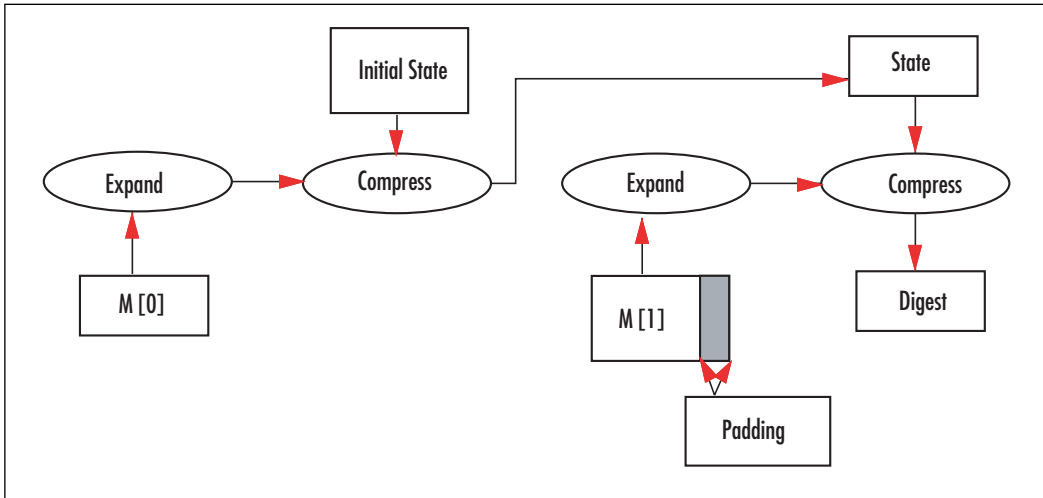 Initial State
State
Expand
Compress
Expand
Compress
M [0]
M [1]
Digest
Padding